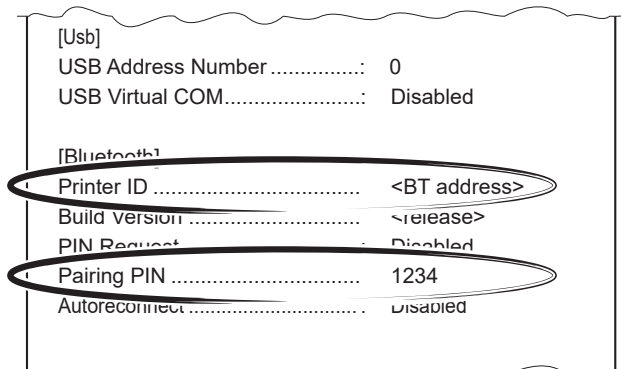 [Usb]
USB Address Number ...............: 0
USB Virtual COM.......................: Disabled
[Bluetooth]
Printer ID ................................... <BT address>
Build Version ............................. <release>
PIN Request ............................... : Disabled
Pairing PIN ................................ 1234
Autoreconnect ............................. : Disabled